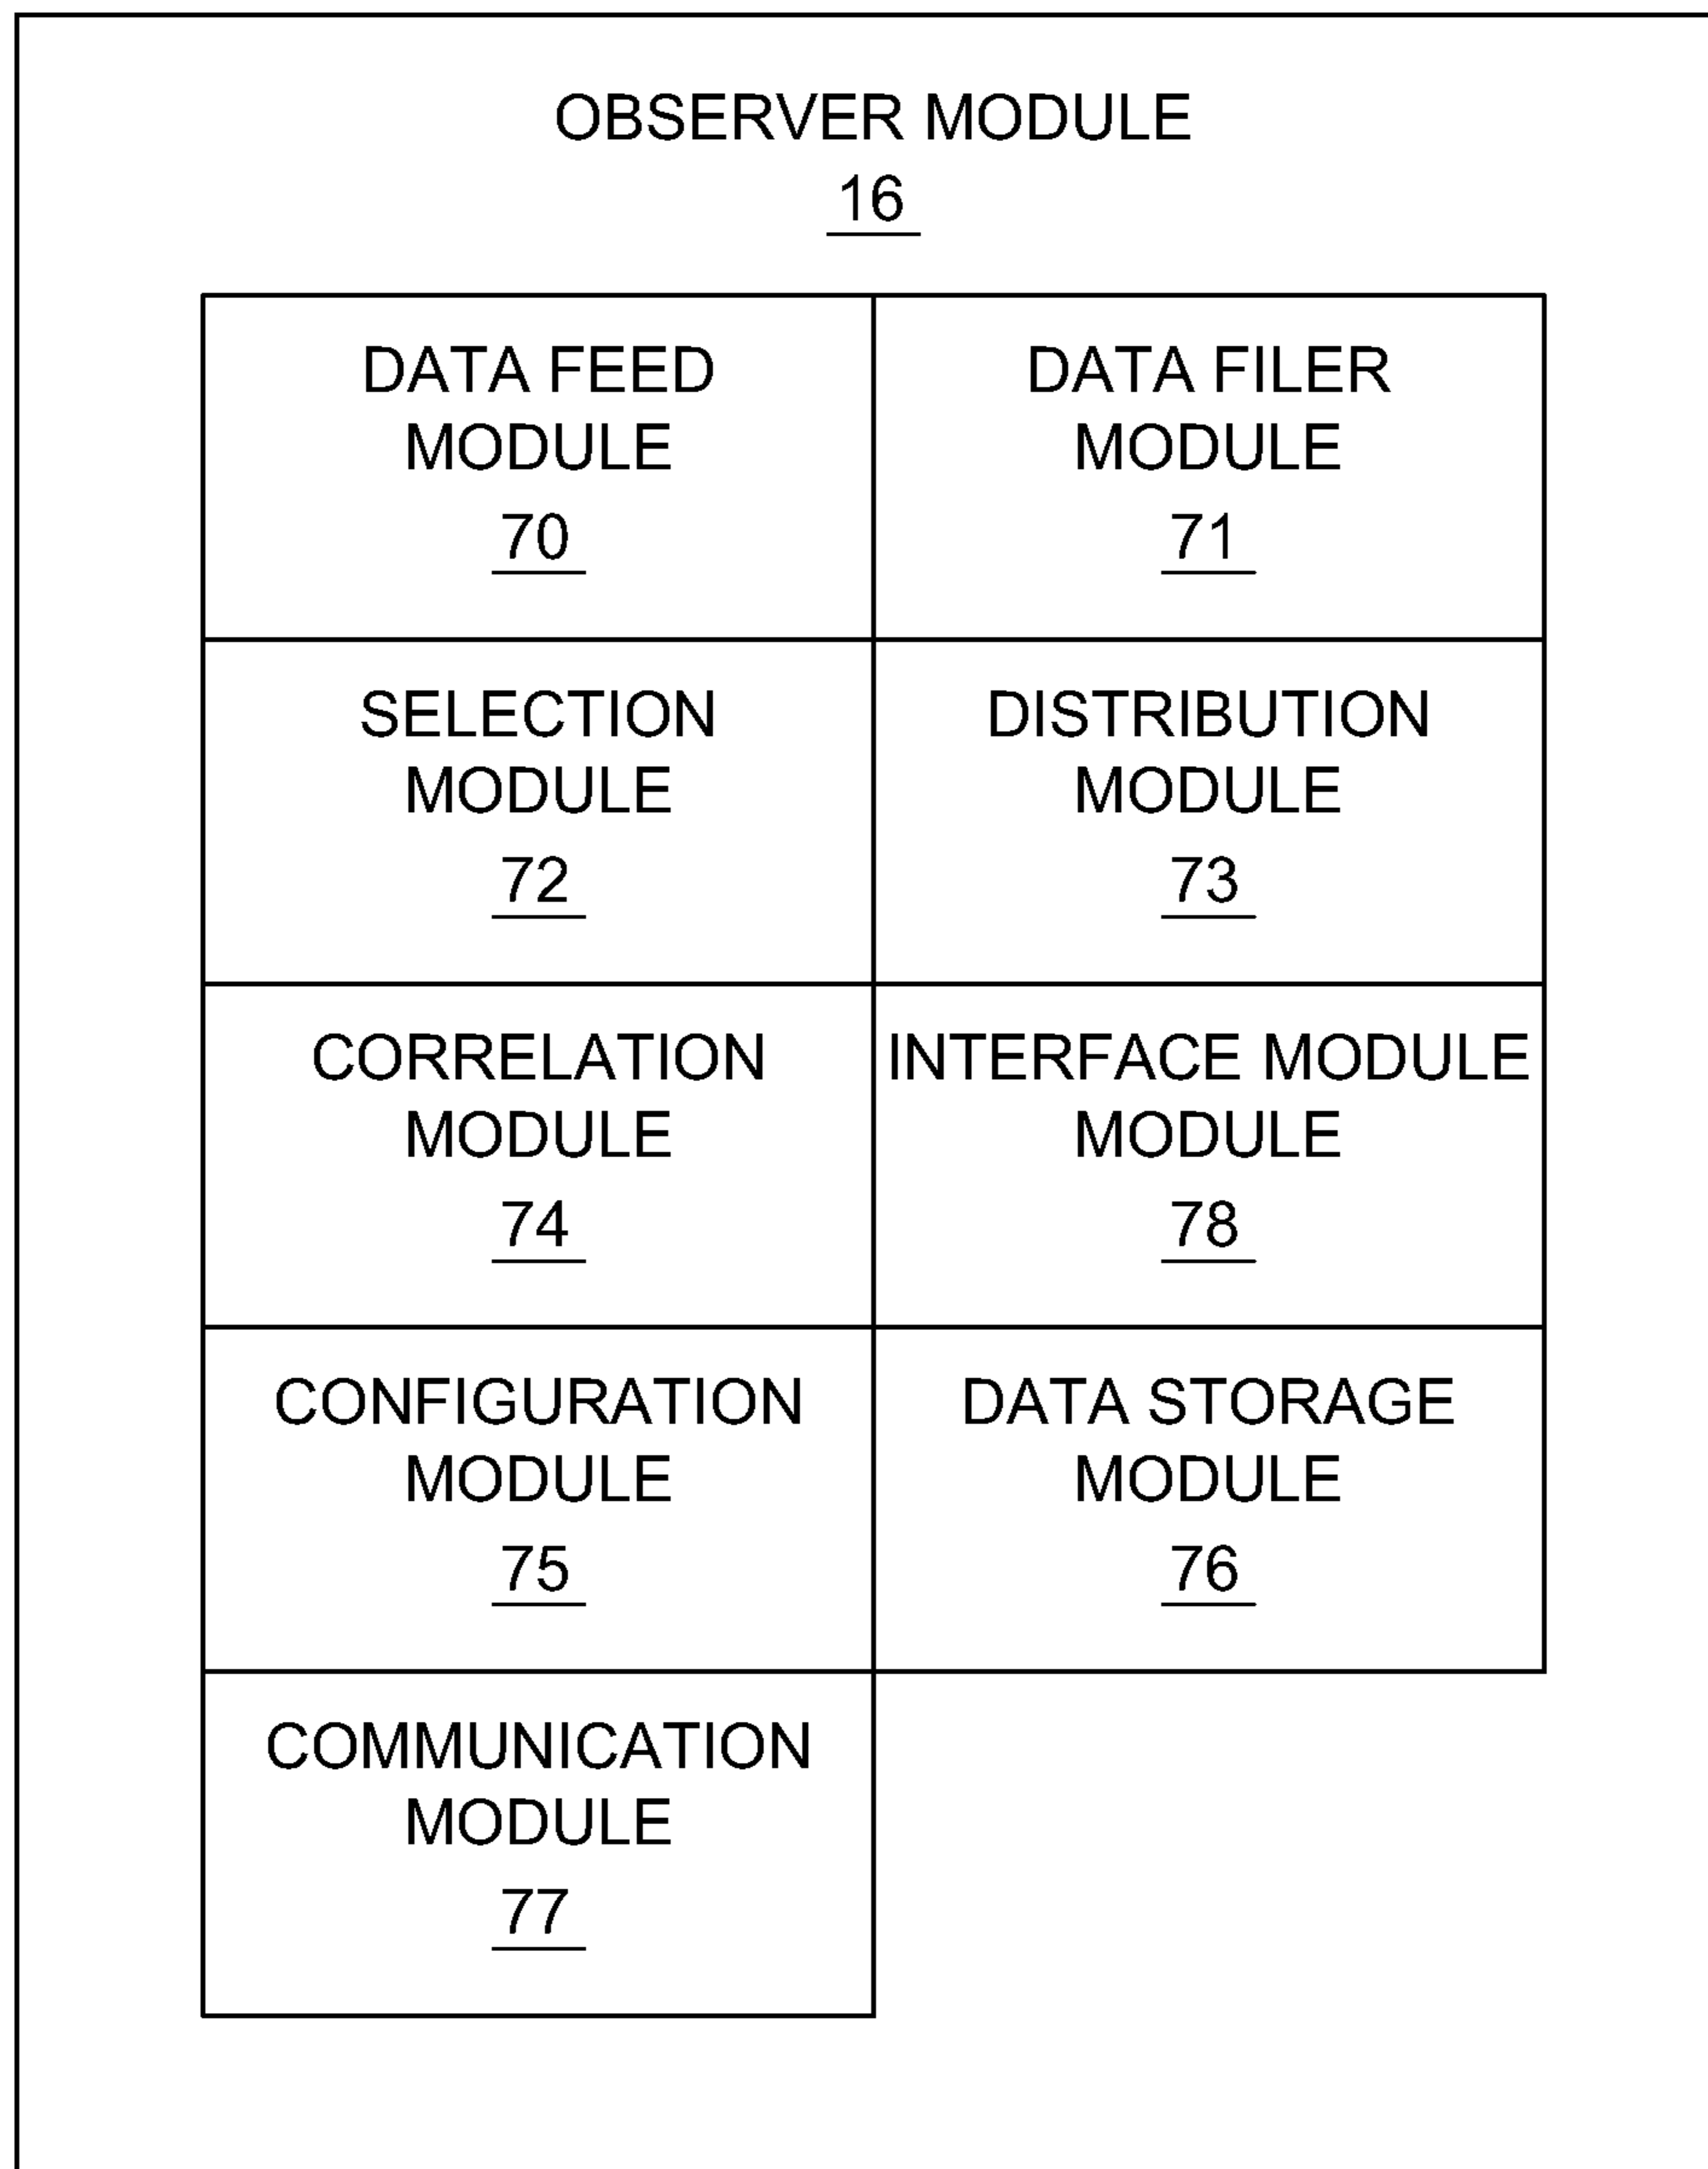 OBSERVER MODULE
16
DATA FEED
MODULE
70
DATA FILER
MODULE
71
SELECTION
MODULE
72
DISTRIBUTION
MODULE
73
CORRELATION
MODULE
74
INTERFACE MODULE
MODULE
78
CONFIGURATION
MODULE
75
DATA STORAGE
MODULE
76
COMMUNICATION
MODULE
77